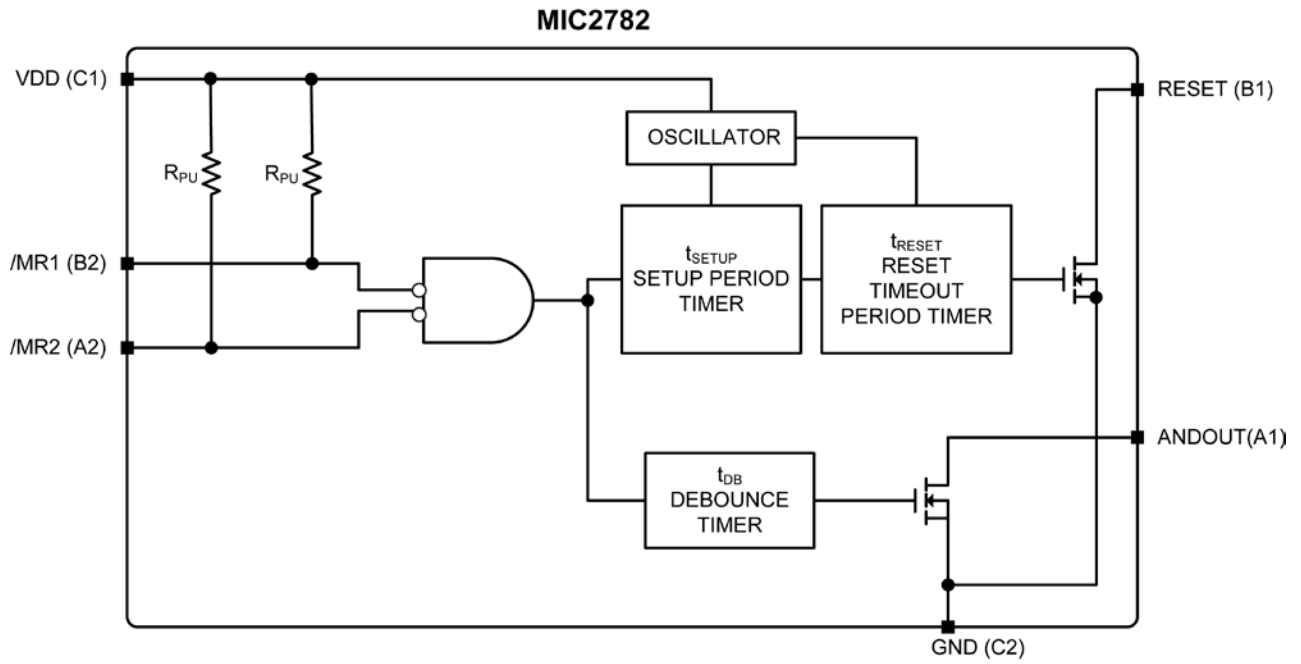 MIC2782
VDD (C1)
RESET (B1)
OSCILLATOR
RPU
RPU
tSETUP
SETUP PERIOD
TIMER
tRESET
RESET
TIMEOUT
PERIOD TIMER
/MR1 (B2)
/MR2 (A2)
ANDOUT(A1)
tDB
DEBOUNCE
TIMER
GND (C2)